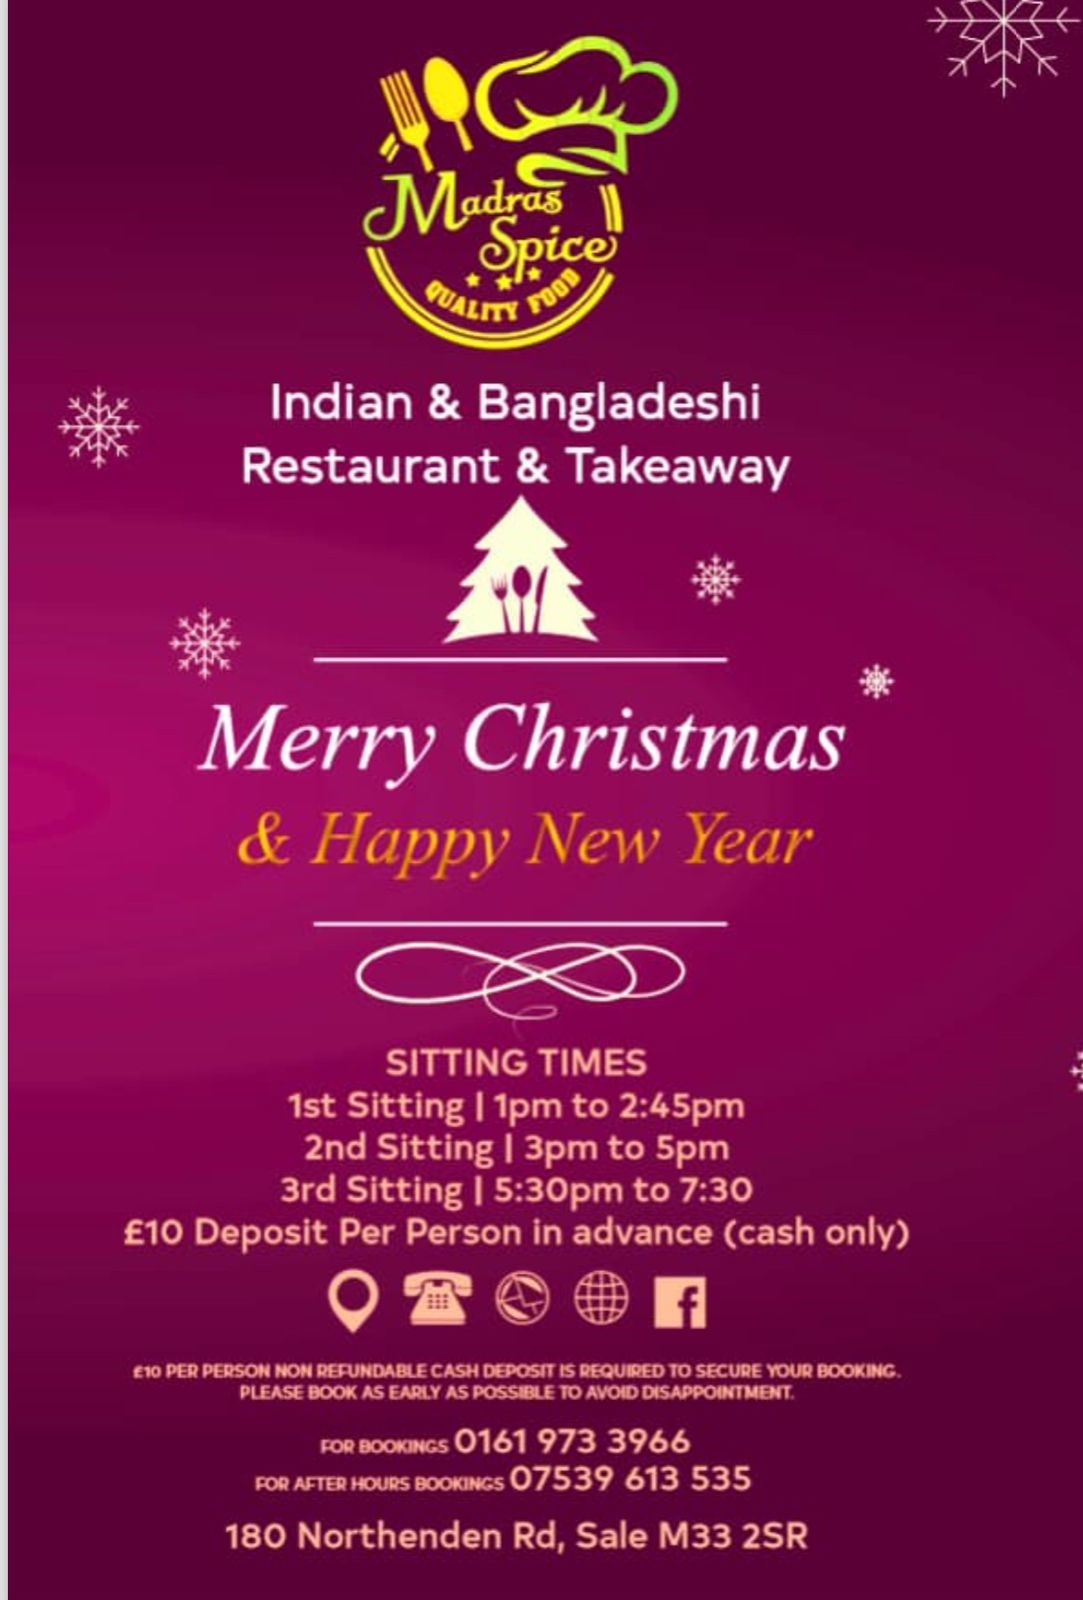 Madras
Spice
QUALITY FOOD
Indian & Bangladeshi
Restaurant & Takeaway
Merry Christmas
& Happy New Year
SITTING TIMES
1st Sitting | 1pm to 2:45pm
2nd Sitting | 3pm to 5pm
3rd Sitting | 5:30pm to 7:30
£10 Deposit Per Person in advance (cash only)
£10 PER PERSON NON REFUNDABLE CASH DEPOSIT IS REQUIRED TO SECURE YOUR BOOKING.
PLEASE BOOK AS EARLY AS POSSIBLE TO AVOID DISAPPOINTMENT.
FOR BOOKINGS 0161 973 3966
FOR AFTER HOURS BOOKINGS 07539 613 535
180 Northenden Rd, Sale M33 2SR